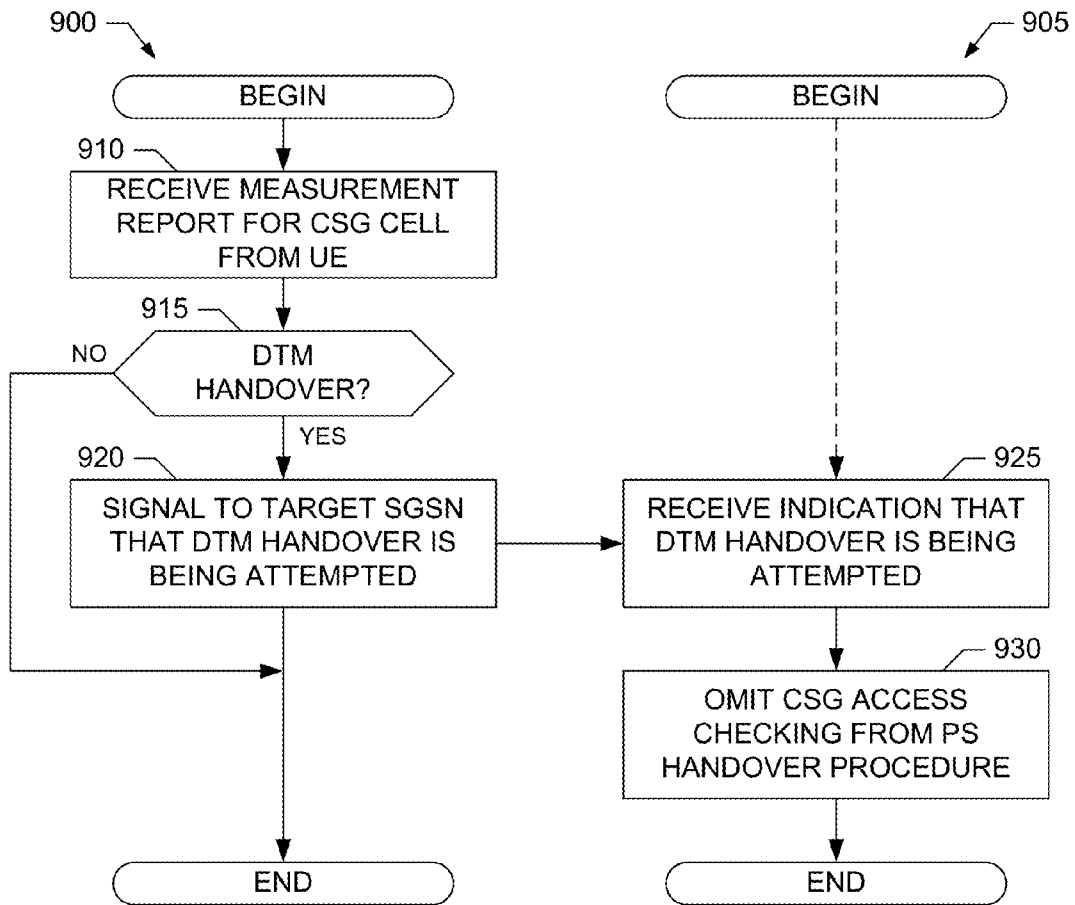 900
BEGIN
910
RECEIVE MEASUREMENT
REPORT FOR CSG CELL
FROM UE
915
DTM
HANDOVER?
NO
YES
920
SIGNAL TO TARGET SGSN
THAT DTM HANDOVER IS
BEING ATTEMPTED
END
905
BEGIN
925
RECEIVE INDICATION THAT
DTM HANDOVER IS BEING
ATTEMPTED
930
OMIT CSG ACCESS
CHECKING FROM PS
HANDOVER PROCEDURE
END